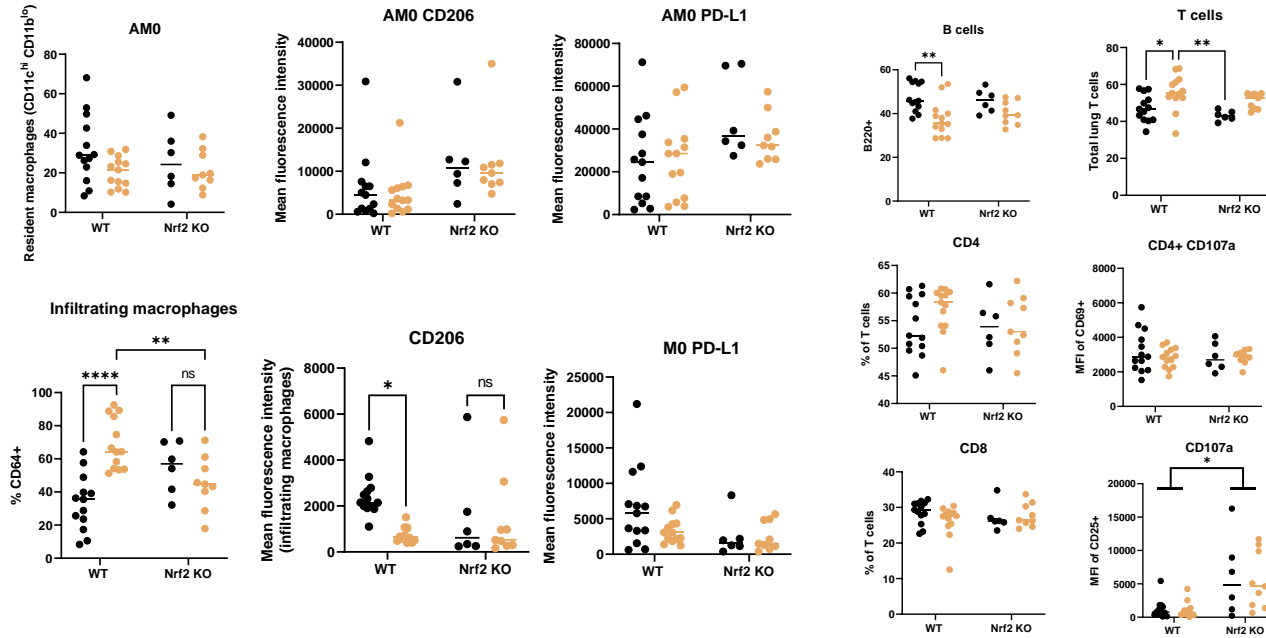 AM0
Resident macrophages (CD11c^hi CD11b^lo)
80
60
40
20
0
WT
Nrf2 KO
AM0 CD206
Mean fluorescence intensity
40000
30000
20000
10000
0
WT
Nrf2 KO
AM0 PD-L1
Mean fluorescence intensity
80000
60000
40000
20000
0
WT
Nrf2 KO
B cells
B220+
60
40
20
0
**
WT
Nrf2 KO
T cells
Total lung T cells
80
60
40
20
0
*
**
WT
Nrf2 KO
CD4
% of T cells
65
60
55
50
45
40
WT
Nrf2 KO
CD4+ CD107a
MFI of CD69+
8000
6000
4000
2000
0
WT
Nrf2 KO
Infiltrating macrophages
% CD64+
100
80
60
40
20
0
****
**
ns
WT
Nrf2 KO
CD206
Mean fluorescence intensity
(infiltrating macrophages)
8000
6000
4000
2000
0
*
ns
WT
Nrf2 KO
M0 PD-L1
Mean fluorescence intensity
25000
20000
15000
10000
5000
0
WT
Nrf2 KO
CD8
% of T cells
40
30
20
10
0
WT
Nrf2 KO
CD107a
MFI of CD25+
25000
20000
15000
10000
5000
0
*
WT
Nrf2 KO